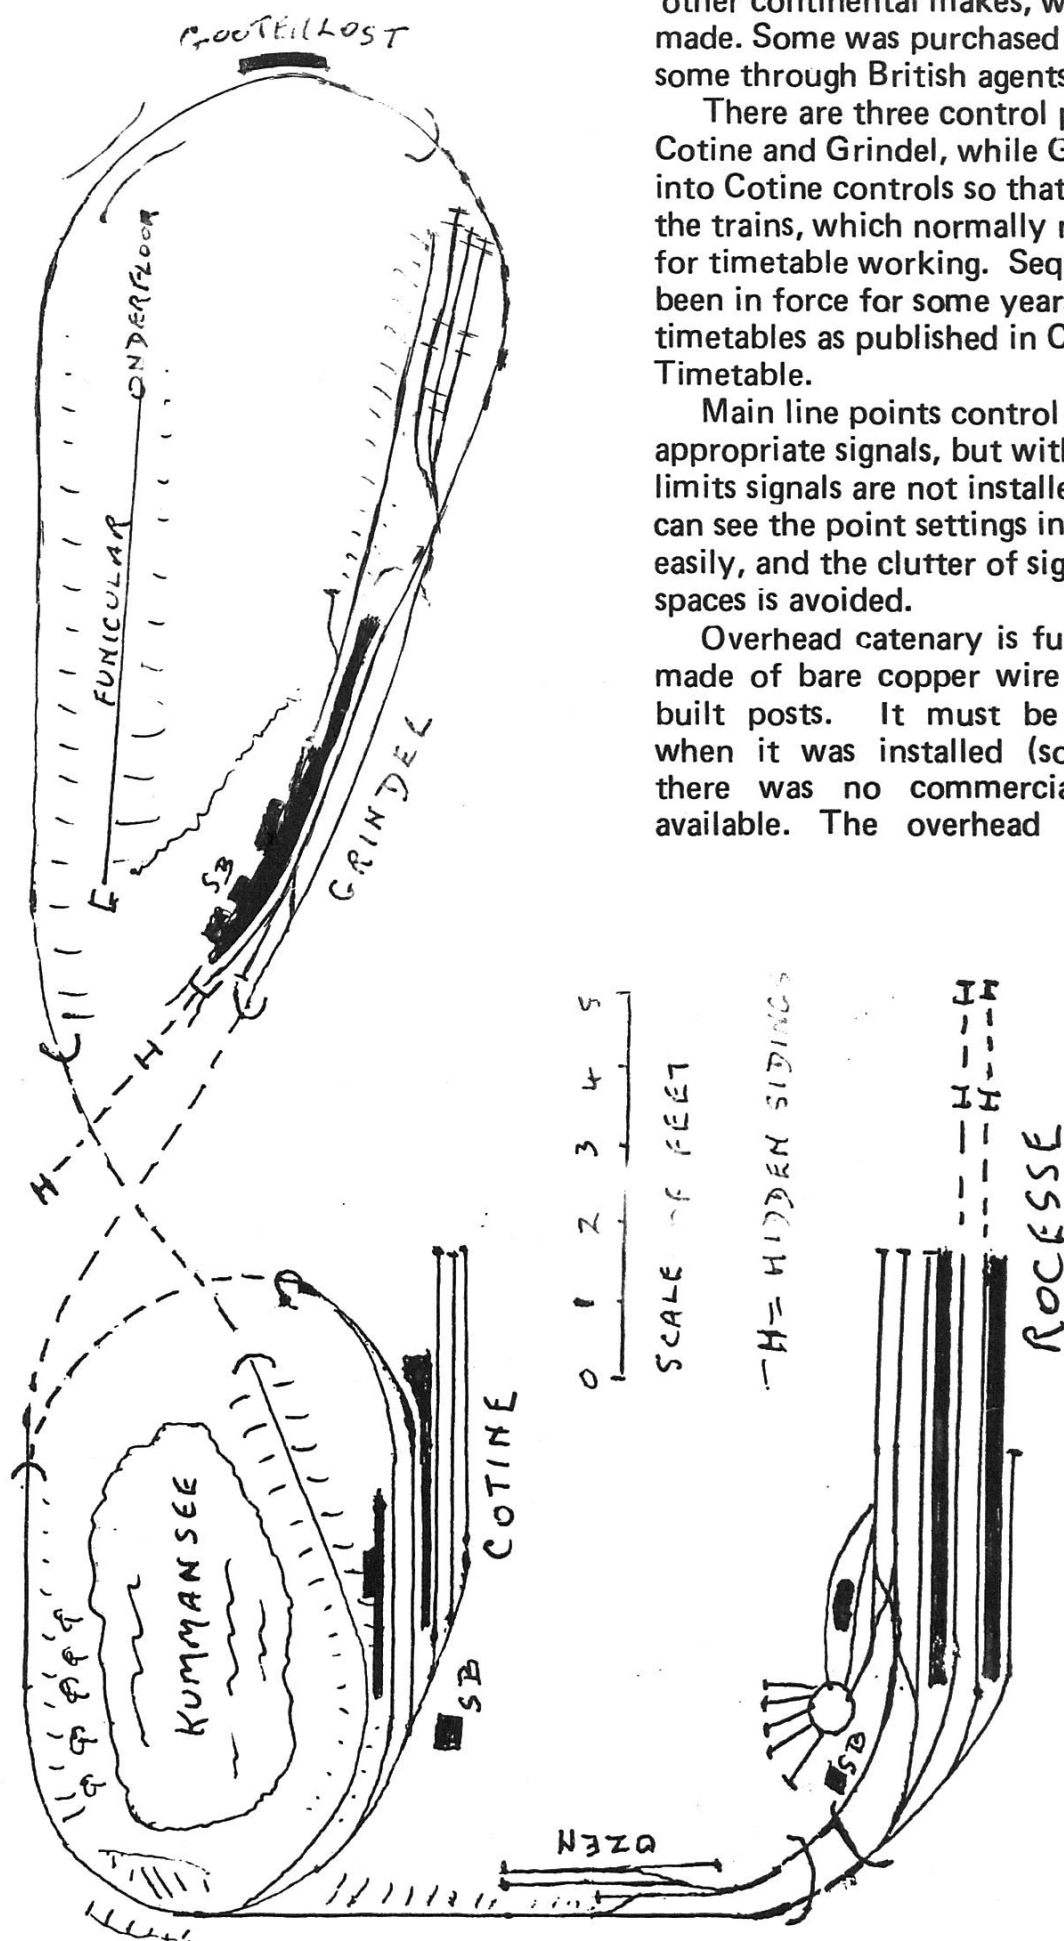 other continental makes, w
made. Some was purchased
some through British agents
There are three control p
Cotine and Grindel, while G
into Cotine controls so that
the trains, which normally r
for timetable working. Seq
been in force for some year
timetables as published in C
Timetable.
Main line points control
appropriate signals, but with
limits signals are not installe
can see the point settings in
easily, and the clutter of sig
spaces is avoided.
Overhead catenary is fu
made of bare copper wire
built posts. It must be
when it was installed (so
there was no commercia
available. The overhead
ONDERFLOOR
FUNICULAR
SB
GRINDEL
H
H
0 1 2 3 4 5
SCALE OF FEET
H = HIDDEN SIDINGS
H H
H H
ROCESSE
COTINE
KUMMANSEE
SB
SB
OZEN